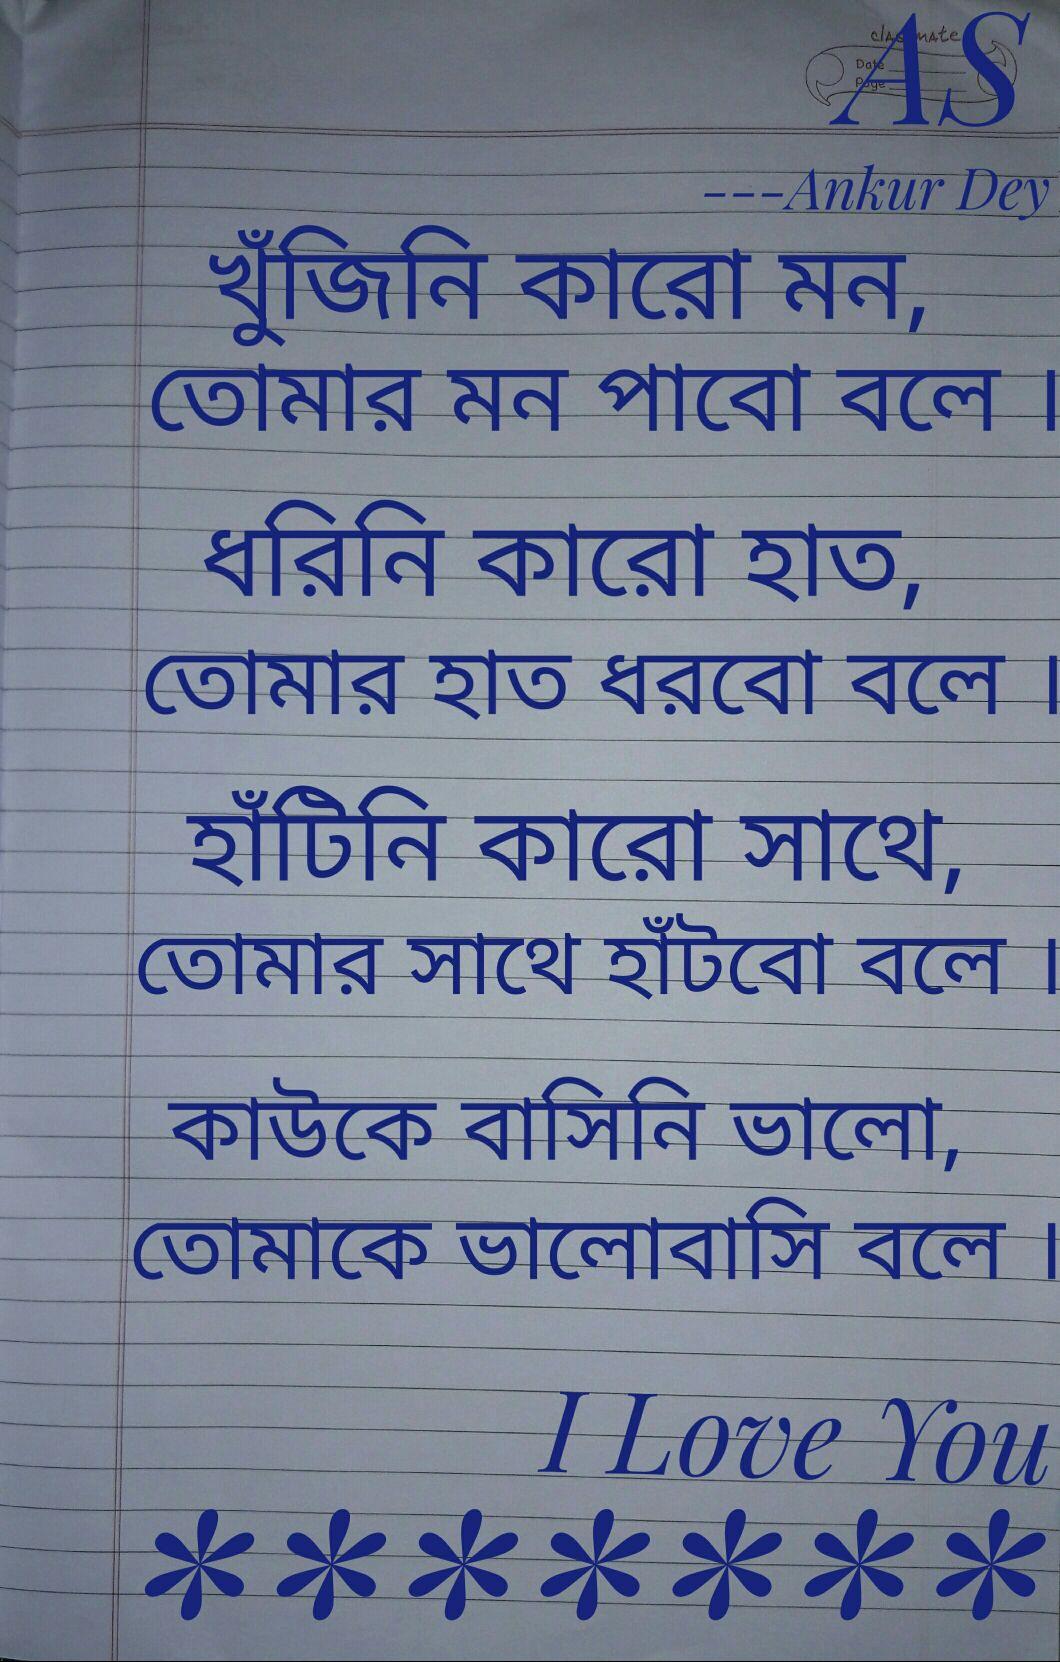 classmate
Date
Page
AS
---Ankur Dey
খুঁজিনি কারো মন,
তোমার মন পাবো বলে ।
ধরিনি কারো হাত,
তোমার হাত ধরবো বলে ।
হাঁটিনি কারো সাথে,
তোমার সাথে হাঁটবো বলে ।
কাউকে বাসিনি ভালো,
তোমাকে ভালোবাসি বলে ।
I Love You
*******